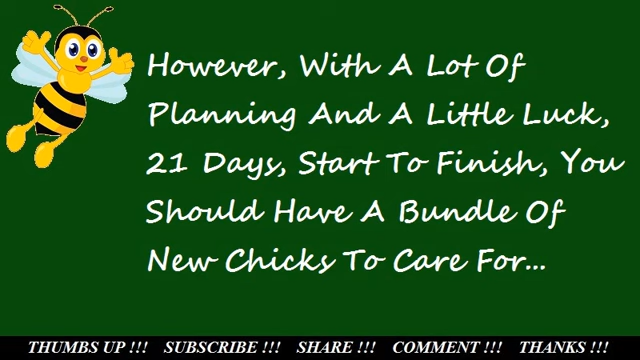 However, With A Lot Of
Planning And A Little Luck,
21 Days, Start To Finish, You
Should Have A Bundle Of
New Chicks To Care For...
THUMBS UP !!! SUBSCRIBE !!! SHARE !!! COMMENT !!! THANKS !!!